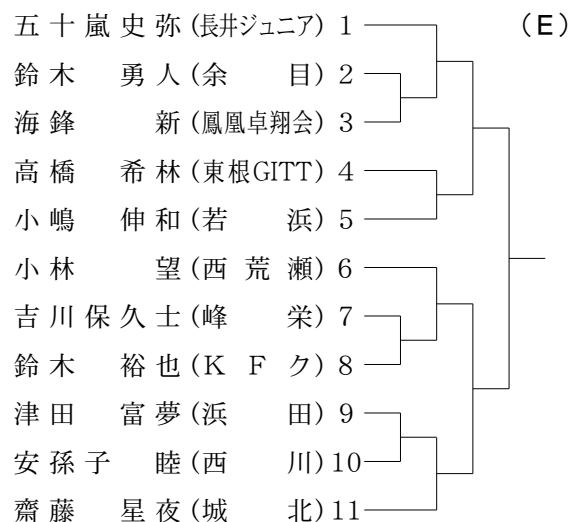 五十嵐史弥(長井ジュニア) 1 (E)
鈴木 勇人(余 目) 2
海鋒 新(鳳凰卓翔会) 3
高橋 希林(東根GITT) 4
小嶋 伸和(若 浜) 5
小林 望(西荒瀬) 6
吉川保久士(峰 栄) 7
鈴木 裕也(K F ク) 8
津田 富夢(浜 田) 9
安孫子 睦(西 川) 10
齋藤 星夜(城 北) 11